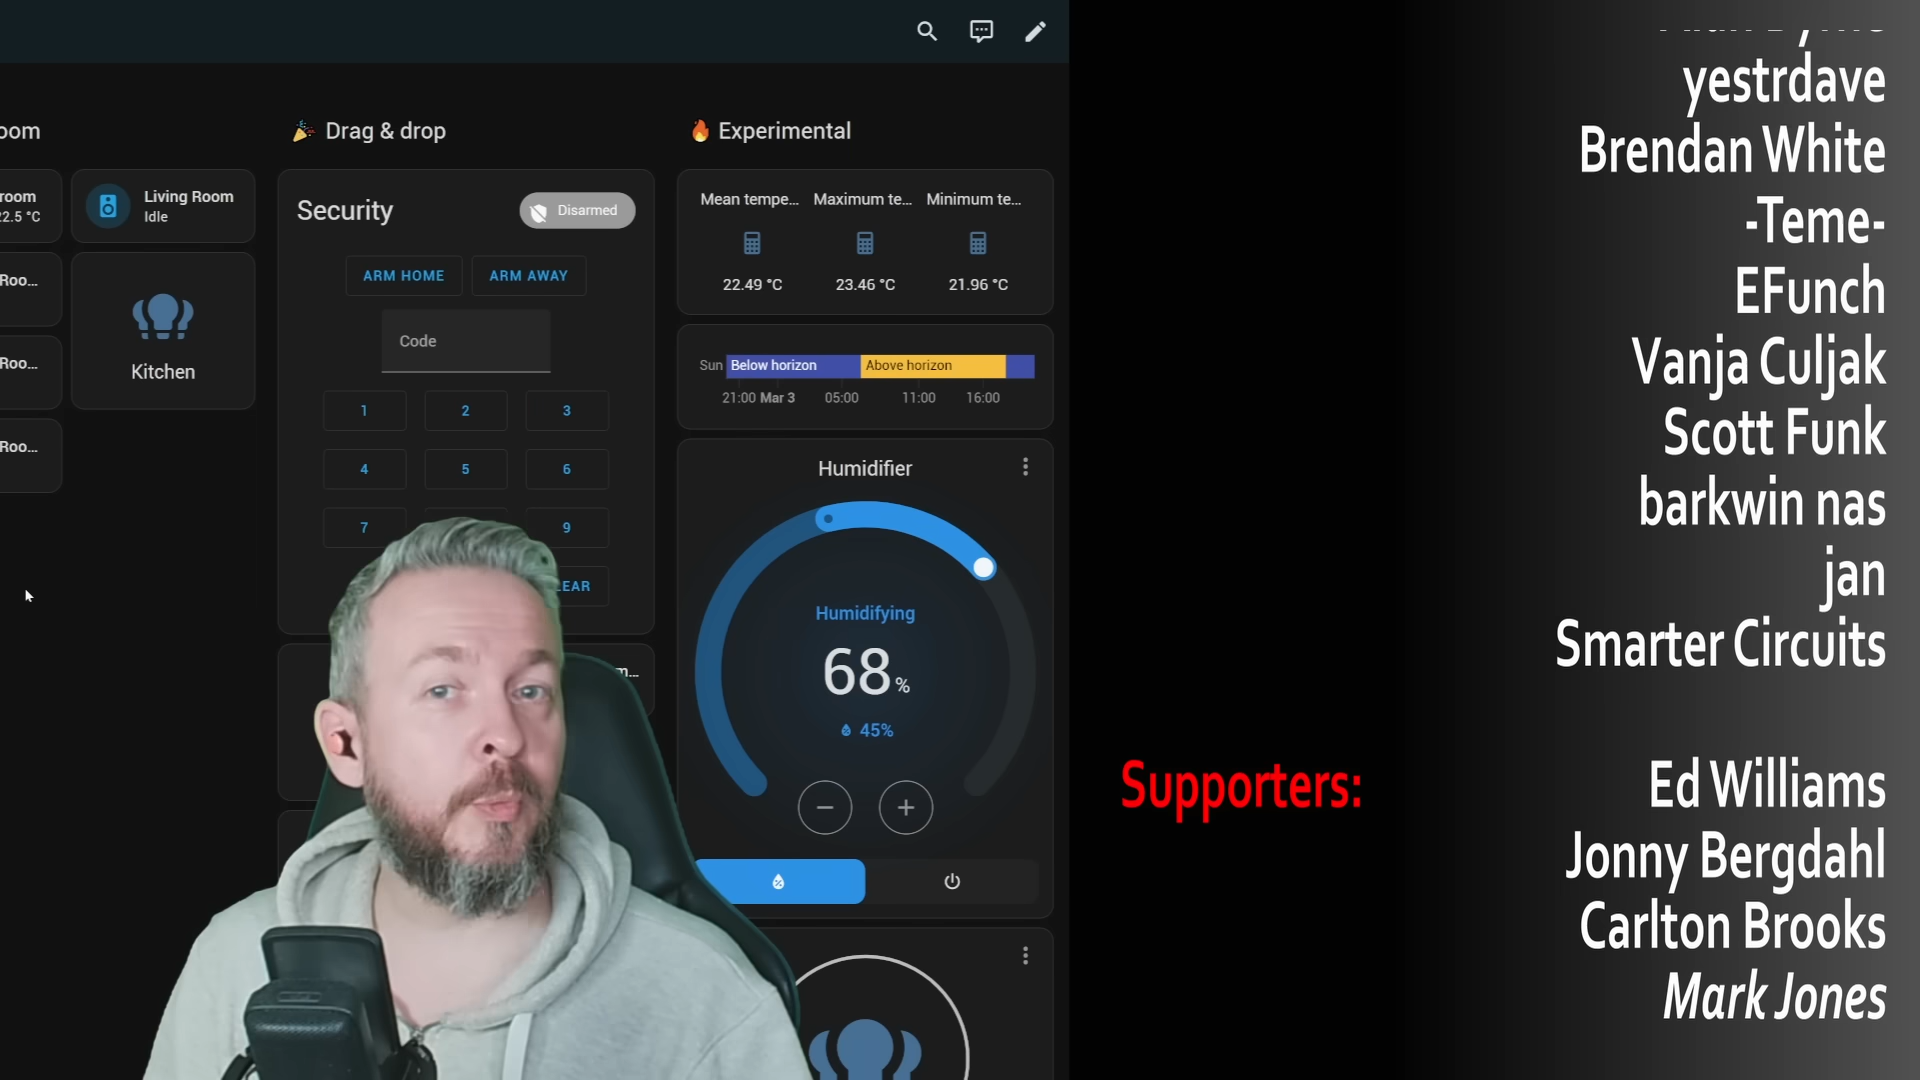 oom
Drag & drop
Experimental
room
22.5 °C
Living Room
Idle
Roo...
Kitchen
Roo...
Roo...
Security
Disarmed
ARM HOME
ARM AWAY
Code
1
2
3
4
5
6
7
9
LEAR
m...
Mean tempe...
Maximum te...
Minimum te...
22.49 °C
23.46 °C
21.96 °C
Sun
Below horizon
Above horizon
21:00 Mar 3
05:00
11:00
16:00
Humidifier
Humidifying
68 %
45%
yestrdave
Brendan White
-Teme-
EFunch
Vanja Culjak
Scott Funk
barkwin nas
jan
Smarter Circuits
Supporters:
Ed Williams
Jonny Bergdahl
Carlton Brooks
Mark Jones